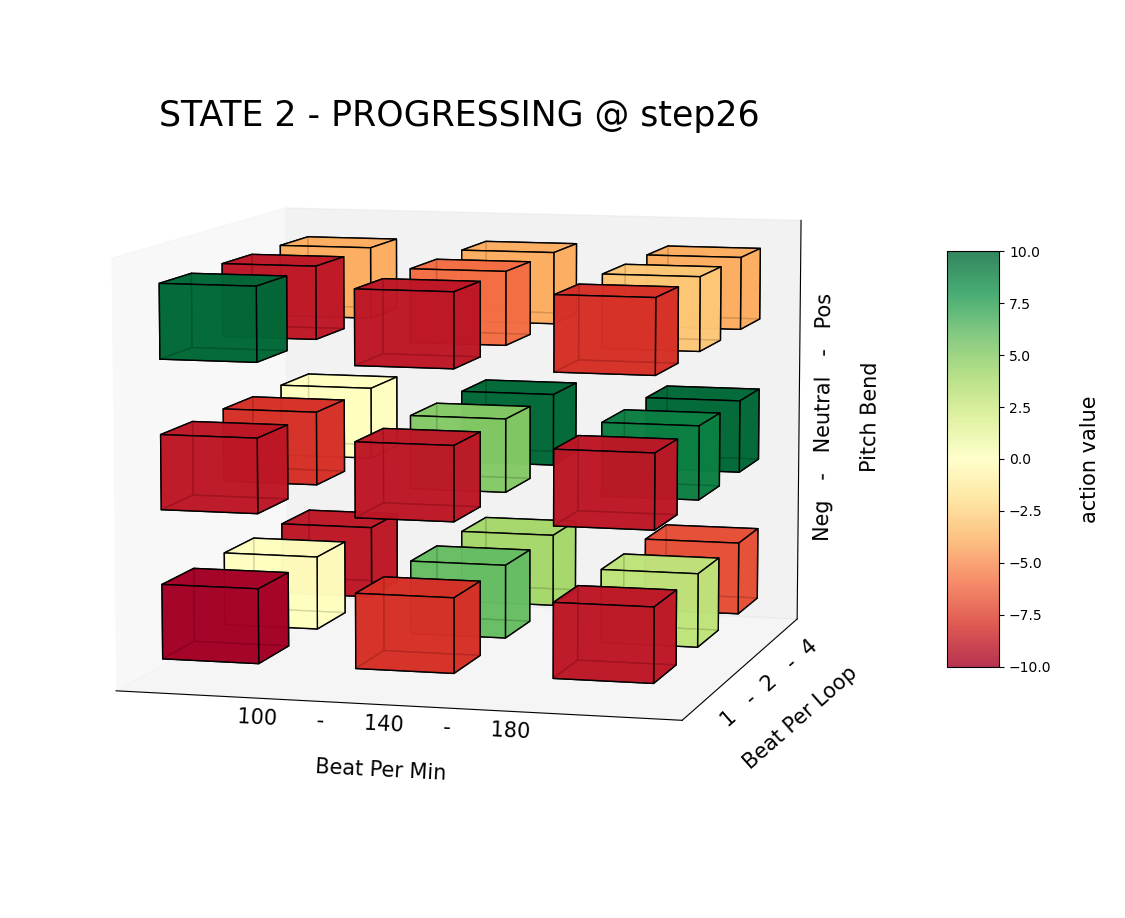 STATE 2 - PROGRESSING @ step26
10.0
7.5
5.0
2.5
0.0
−2.5
−5.0
−7.5
−10.0
action value
Neg - Neutral - Pos
Pitch Bend
1 - 2 - 4
Beat Per Loop
100 - 140 - 180
Beat Per Min